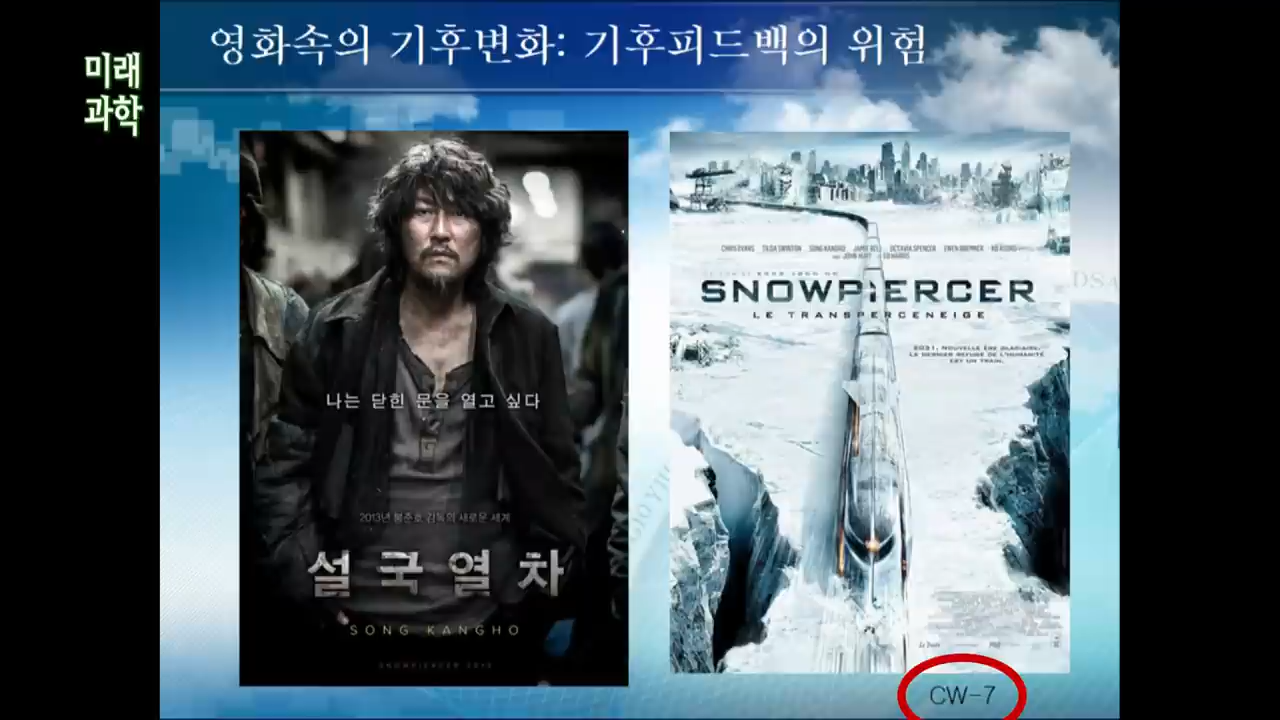 영화속의 기후변화: 기후피드백의 위험
미래
과학
나는 닫힌 문을 열고 싶다
2013년 봉준호 감독의 새로운 세계
설국열차
SONG KANGHO
SNOWPIERCER 2013
CHRIS EVANS TILDA SWINTON SONG KANGHO JAMIE BELL OCTAVIA SPENCER EWEN BREMNER KO ASUNG
JOHN HURT ED HARRIS
SNOWPIERCER
LE TRANSPERCENEIGE
2031, NOUVELLE ÈRE GLACIAIRE.
LE DERNIER REFUGE DE L'HUMANITÉ
EST UN TRAIN.
CW-7